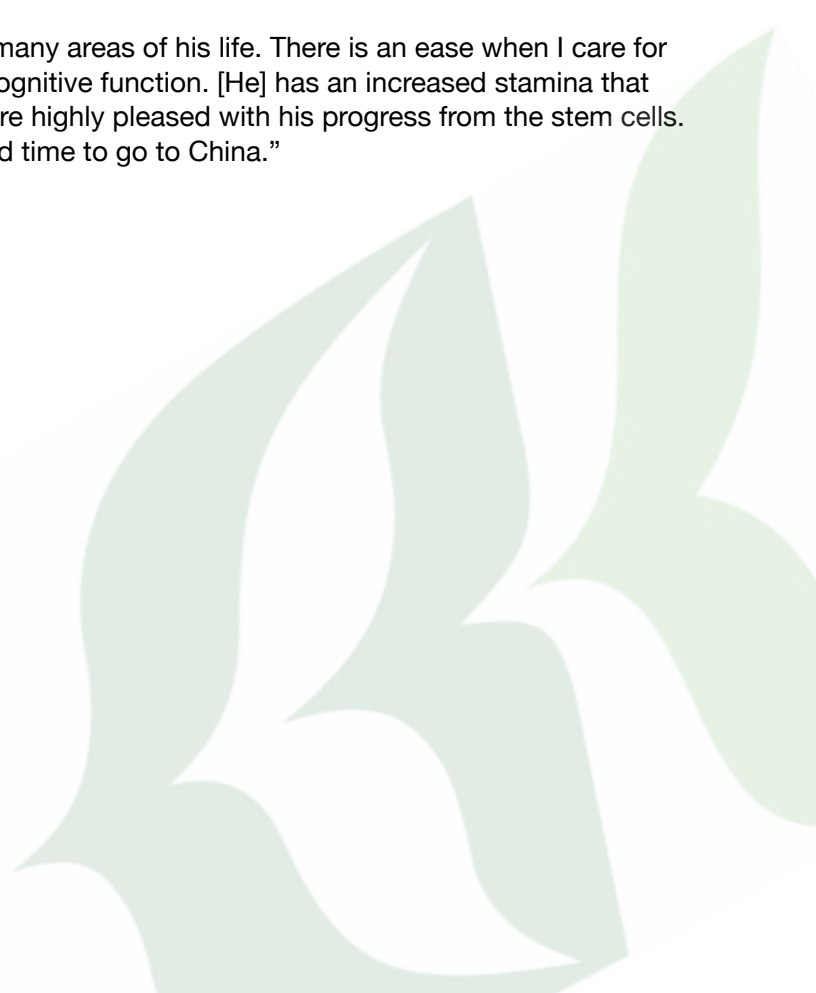 many areas of his life. There is an ease when I care for
ognitive function. [He] has an increased stamina that
re highly pleased with his progress from the stem cells.
d time to go to China.”